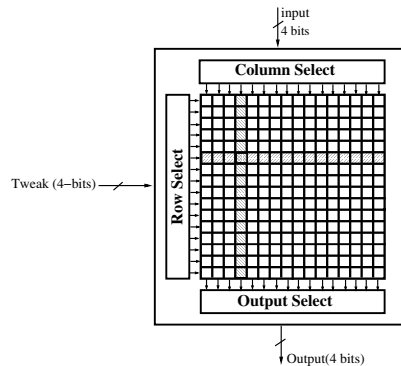 input
4 bits
Column Select
Row Select
Tweak (4−bits)
Output Select
Output(4 bits)